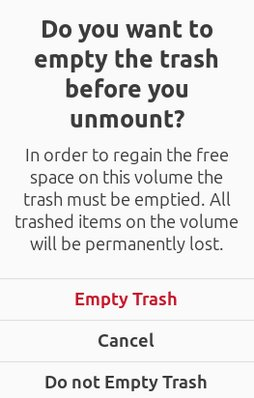 Do you want to
empty the trash
before you
unmount?
In order to regain the free
space on this volume the
trash must be emptied. All
trashed items on the volume
will be permanently lost.
Empty Trash
Cancel
Do not Empty Trash